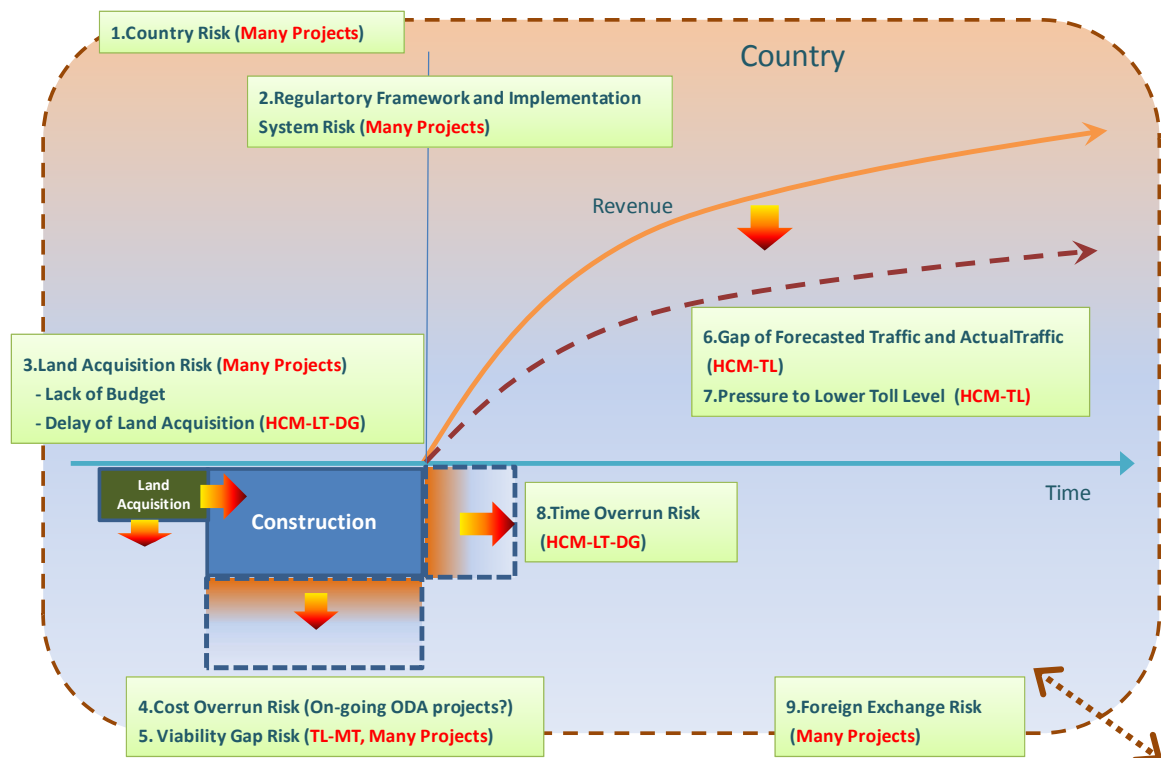 1.Country Risk (Many Projects)
Country
2.Regulartory Framework and Implementation
System Risk (Many Projects)
Revenue
3.Land Acquisition Risk (Many Projects)
- Lack of Budget
- Delay of Land Acquisition (HCM-LT-DG)
6.Gap of Forecasted Traffic and ActualTraffic
(HCM-TL)
7.Pressure to Lower Toll Level (HCM-TL)
Land
Acquisition
Construction
Time
8.Time Overrun Risk
(HCM-LT-DG)
4.Cost Overrun Risk (On-going ODA projects?)
5. Viability Gap Risk (TL-MT, Many Projects)
9.Foreign Exchange Risk
(Many Projects)